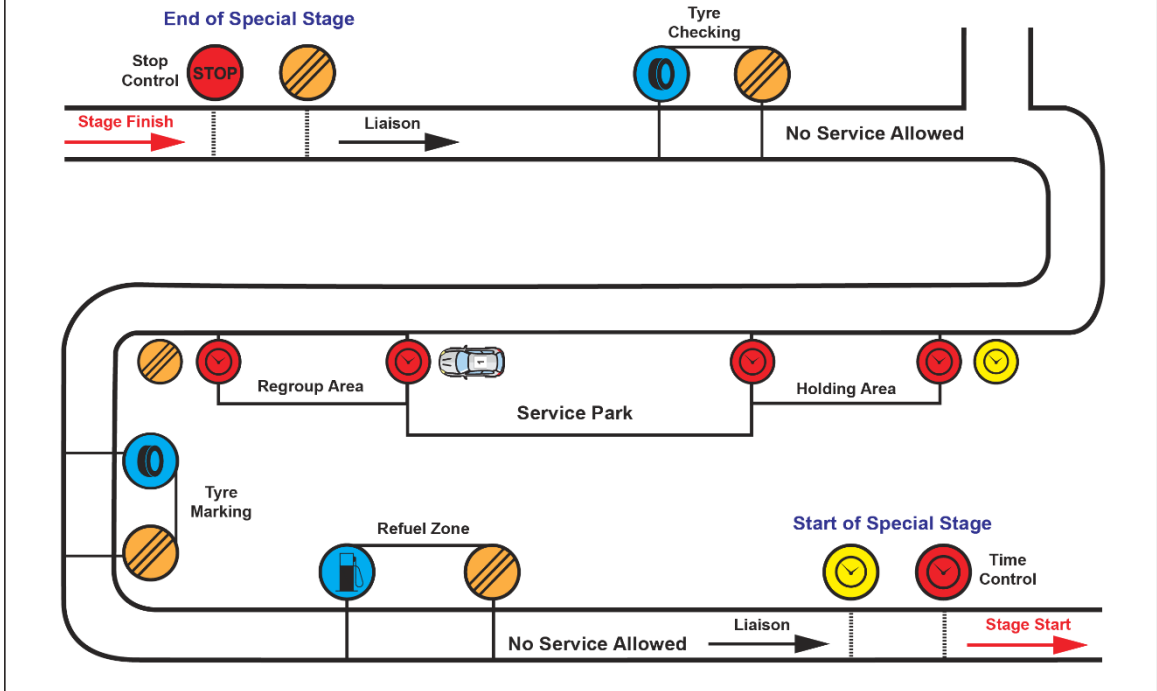 End of Special Stage
Tyre
Checking
Stop
Control
STOP
Stage Finish
Liaison
No Service Allowed
Regroup Area
1
Holding Area
Service Park
Tyre
Marking
Refuel Zone
Start of Special Stage
Time
Control
No Service Allowed
Liaison
Stage Start